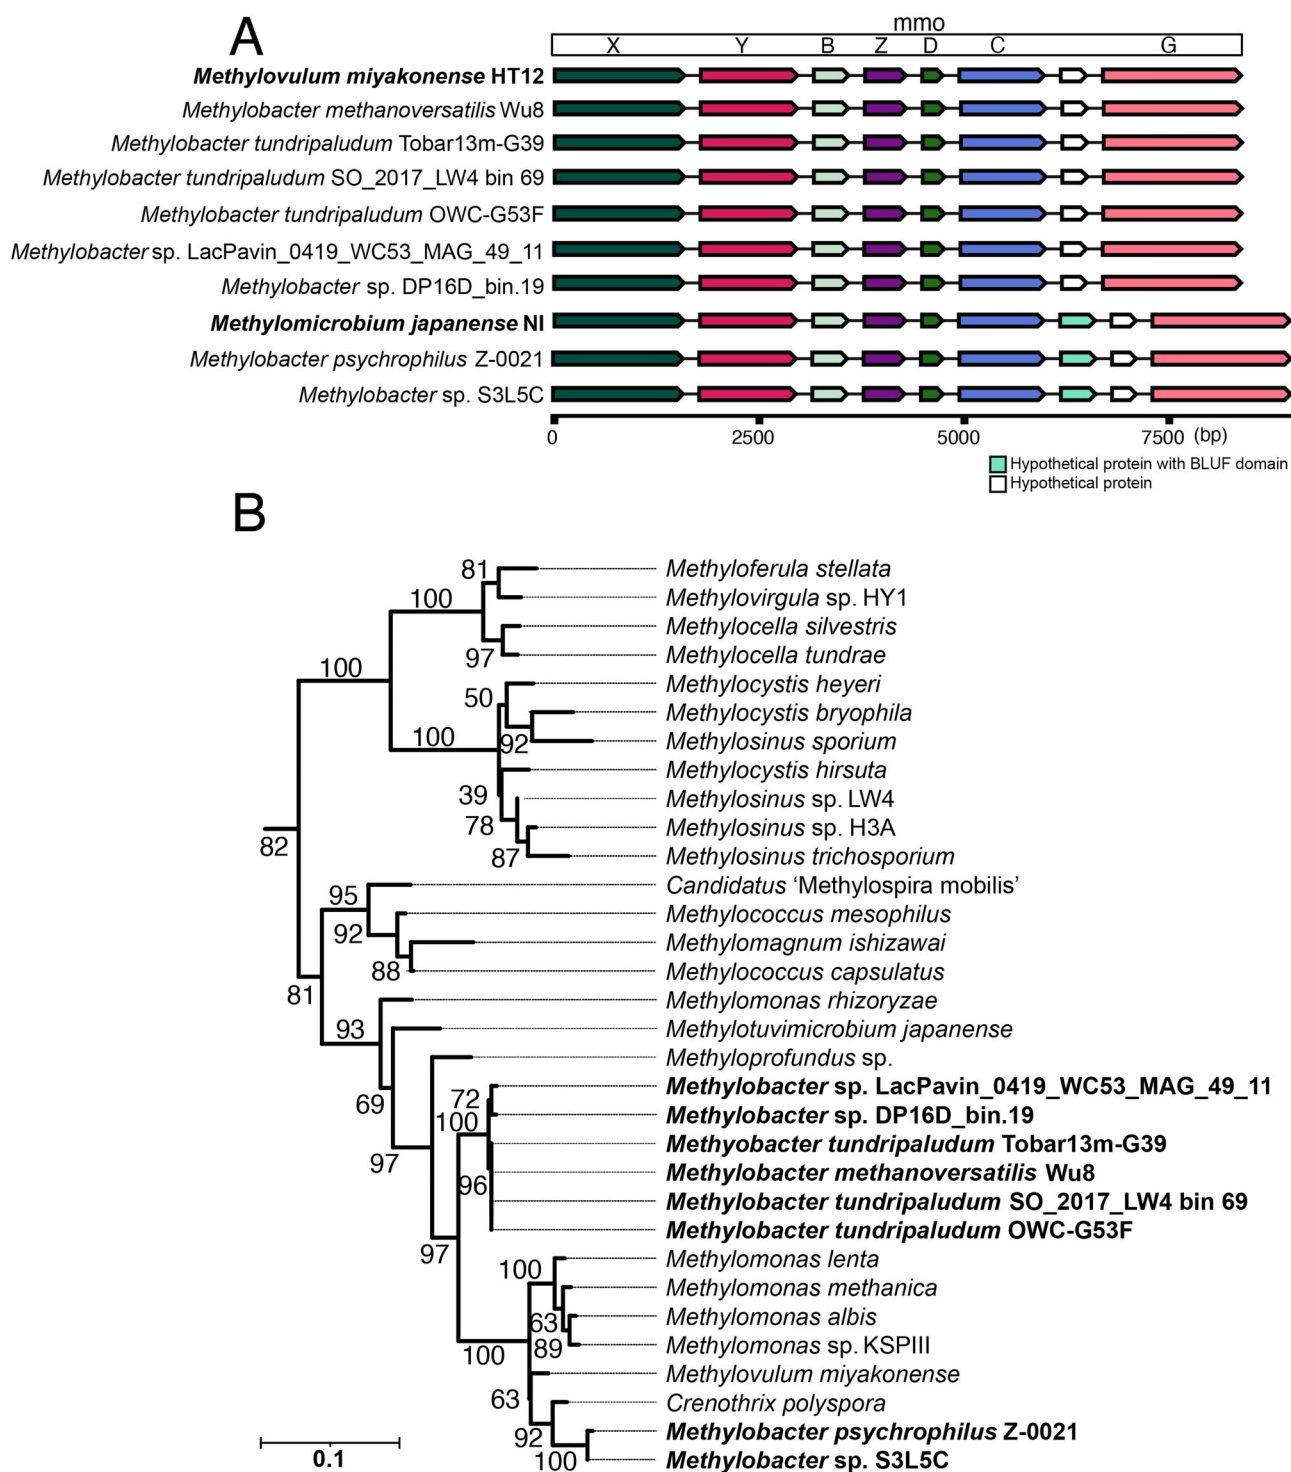 A
mmo
X Y B Z D C G
Methylovulum miyakonense HT12
Methylobacter methanoversatilis Wu8
Methylobacter tundripaludum Tobar13m-G39
Methylobacter tundripaludum SO_2017_LW4 bin 69
Methylobacter tundripaludum OWC-G53F
Methylobacter sp. LacPavin_0419_WC53_MAG_49_11
Methylobacter sp. DP16D_bin.19
Methylomicrobium japanense NI
Methylobacter psychrophilus Z-0021
Methylobacter sp. S3L5C
0 2500 5000 7500 (bp)
Hypothetical protein with BLUF domain
Hypothetical protein
B
81 Methyloferula stellata
100 Methylovirgula sp. HY1
Methylocella silvestris
97 Methylocella tundrae
100
50 Methylocystis heyeri
Methylocystis bryophila
100 92 Methylosinus sporium
Methylocystis hirsuta
39 Methylosinus sp. LW4
78 Methylosinus sp. H3A
82 87 Methylosinus trichosporium
95 Candidatus ‘Methylospira mobilis’
92 Methylococcus mesophilus
Methylomagnum ishizawai
88 Methylococcus capsulatus
81 Methylomonas rhizoryzae
93 Methylotuvimicrobium japanense
Methyloprofundus sp.
69 72 Methylobacter sp. LacPavin_0419_WC53_MAG_49_11
100 Methylobacter sp. DP16D_bin.19
97 Methyobacter tundripaludum Tobar13m-G39
96 Methylobacter methanoversatilis Wu8
Methylobacter tundripaludum SO_2017_LW4 bin 69
Methylobacter tundripaludum OWC-G53F
97 100 Methylomonas lenta
Methylomonas methanica
63 Methylomonas albis
100 89 Methylomonas sp. KSPIII
Methylovulum miyakonense
63 Crenothrix polyspora
92 Methylobacter psychrophilus Z-0021
0.1 100 Methylobacter sp. S3L5C